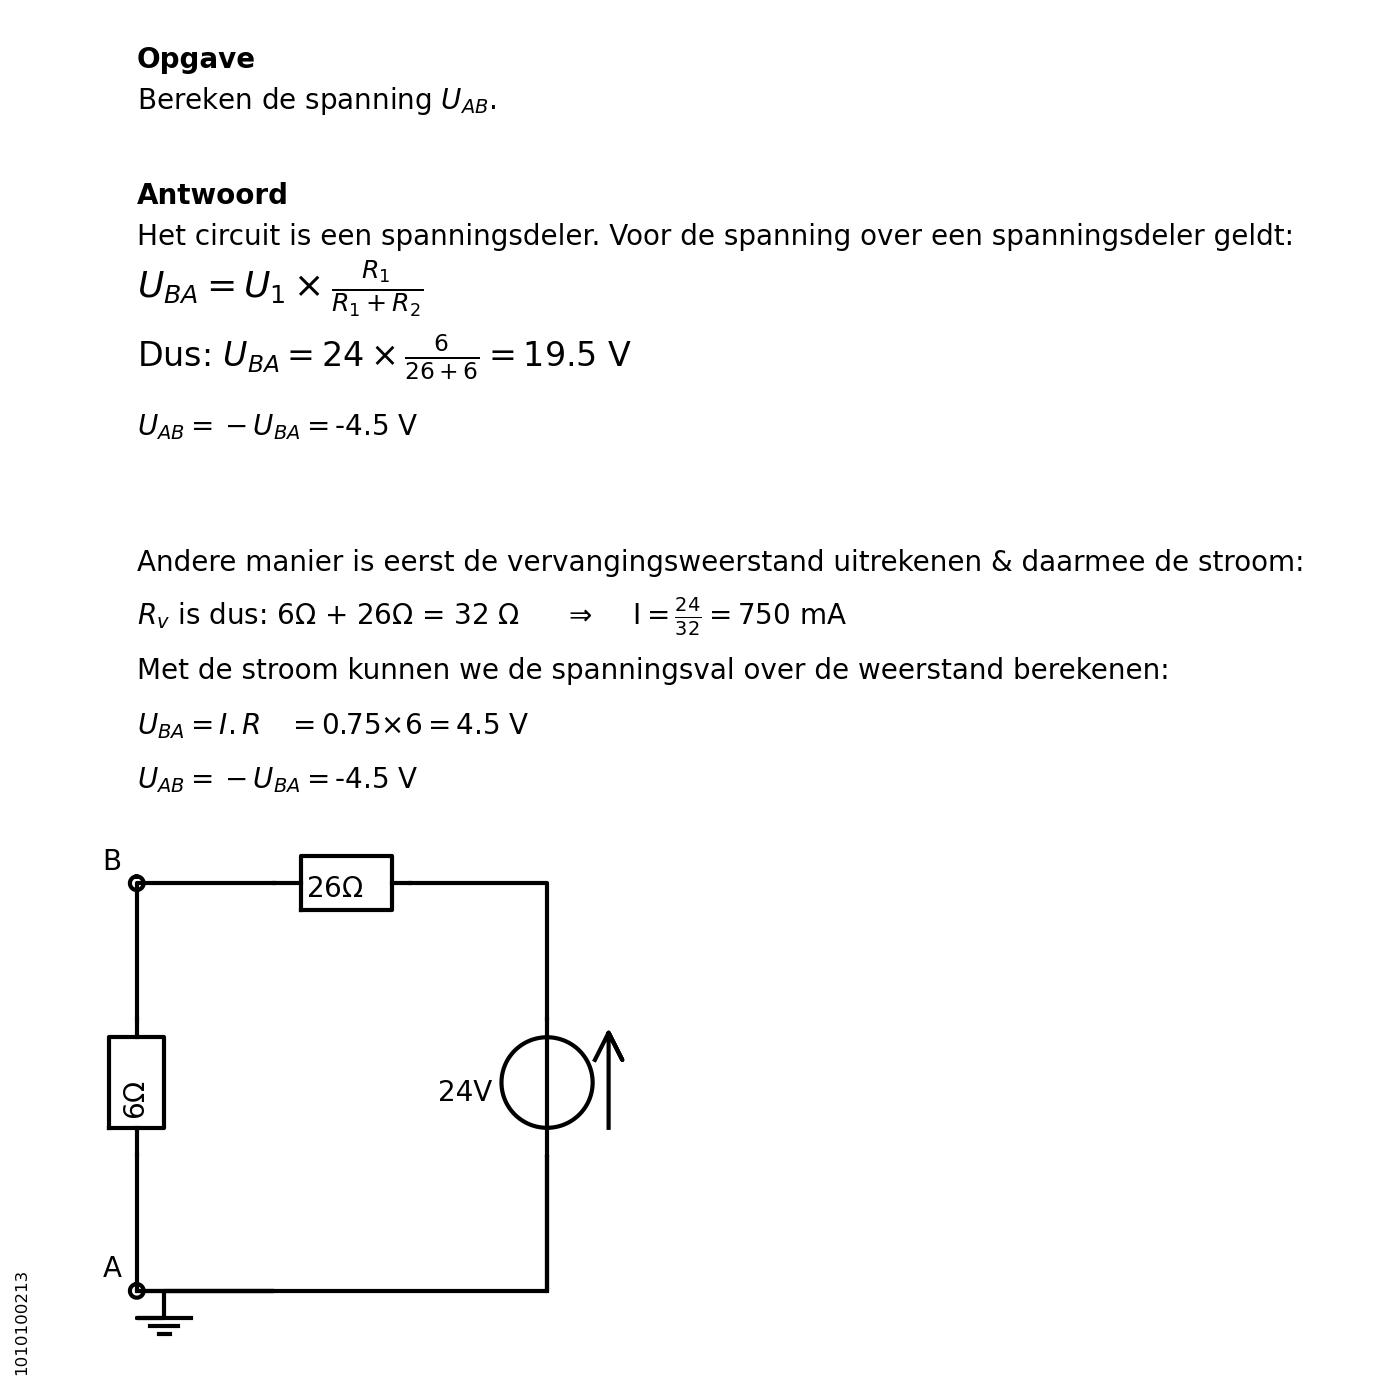 Opgave
Bereken de spanning $U_{AB}$.
Antwoord
Het circuit is een spanningsdeler. Voor de spanning over een spanningsdeler geldt:
$U_{BA} = U_1 \times \frac{R_1}{R_1 + R_2}$
Dus: $U_{BA} = 24 \times \frac{6}{26 + 6} = 19.5$ V
$U_{AB} = -U_{BA} =$ -4.5 V
Andere manier is eerst de vervangingsweerstand uitrekenen & daarmee de stroom:
$R_v$ is dus: 6Ω + 26Ω = 32 Ω ⇒ I = $\frac{24}{32}$ = 750 mA
Met de stroom kunnen we de spanningsval over de weerstand berekenen:
$U_{BA} = I.R$ = 0.75×6 = 4.5 V
$U_{AB} = -U_{BA} =$ -4.5 V
B
26Ω
6Ω
24V
A
1010100213